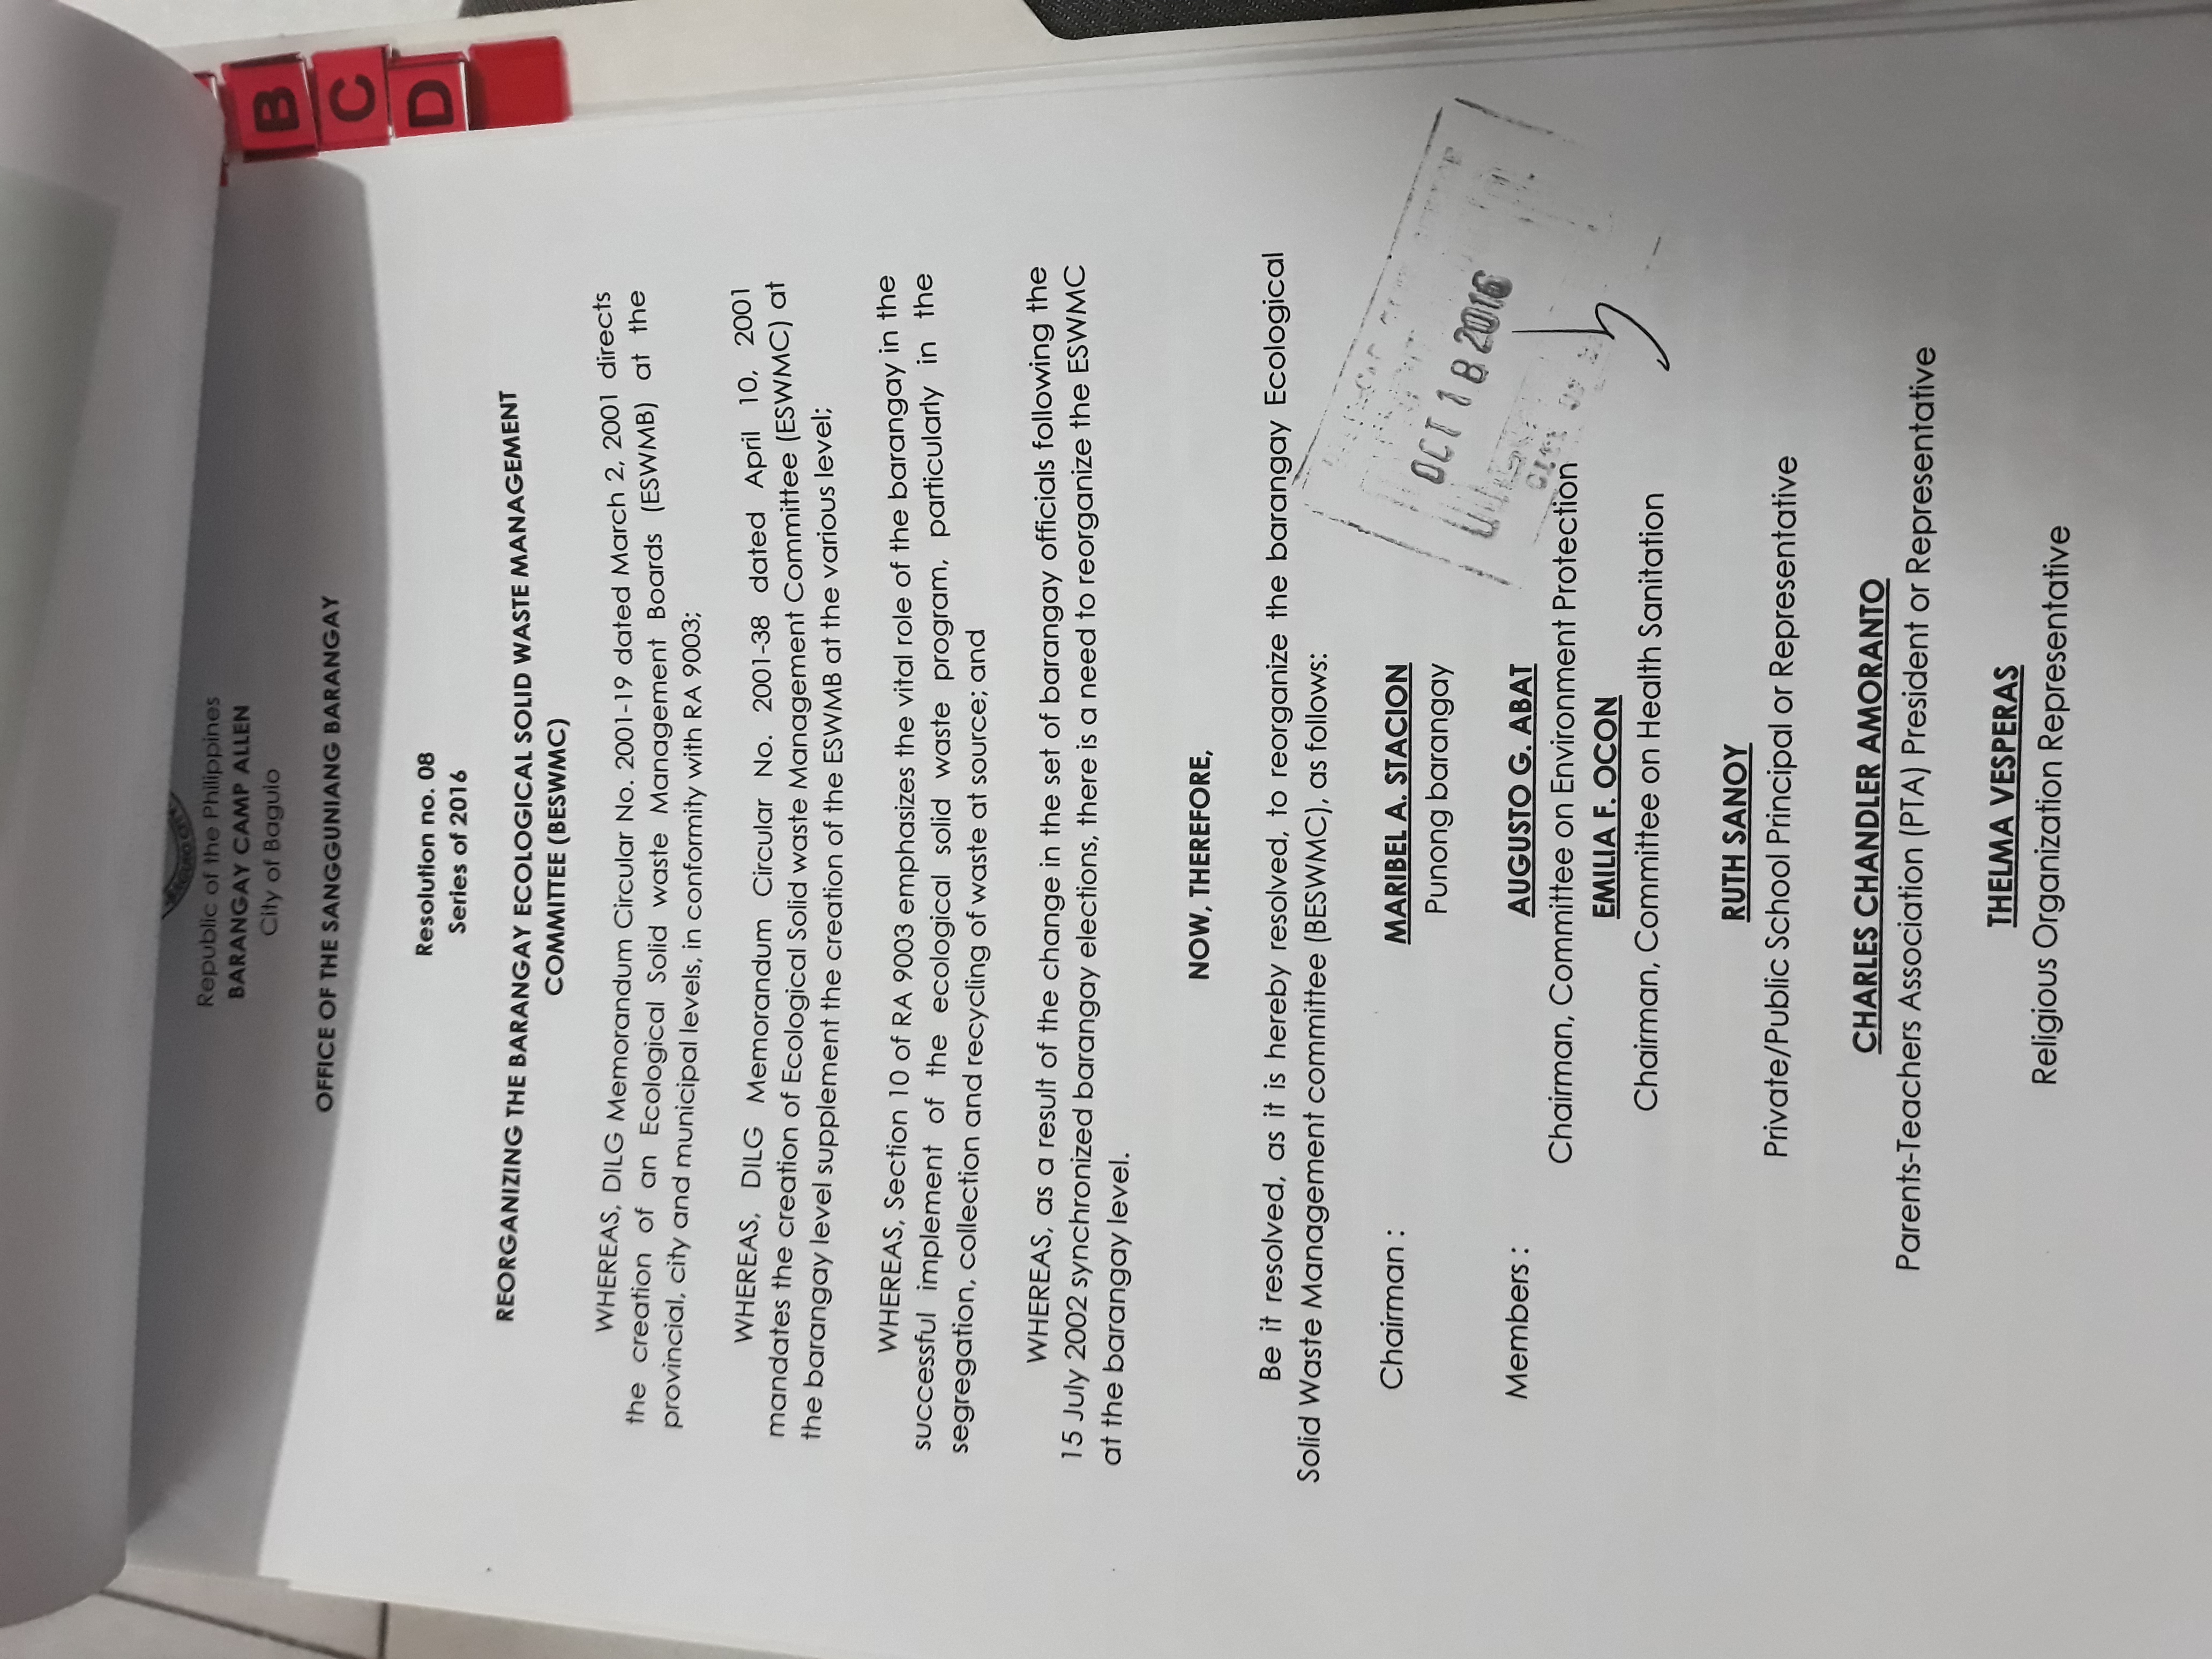 BAGUIO CITY
Republic of the Philippines
BARANGAY CAMP ALLEN
City of Baguio
OFFICE OF THE SANGGUNIANG BARANGAY
B
C
D
Resolution no. 08
Series of 2016
REORGANIZING THE BARANGAY ECOLOGICAL SOLID WASTE MANAGEMENT
COMMITTEE (BESWMC)
WHEREAS, DILG Memorandum Circular No. 2001-19 dated March 2, 2001 directs
the creation of an Ecological Solid waste Management Boards (ESWMB) at the
provincial, city and municipal levels, in conformity with RA 9003;
WHEREAS, DILG Memorandum Circular No. 2001-38 dated April 10, 2001
mandates the creation of Ecological Solid waste Management Committee (ESWMC) at
the barangay level supplement the creation of the ESWMB at the various level;
WHEREAS, Section 10 of RA 9003 emphasizes the vital role of the barangay in the
successful implement of the ecological solid waste program, particularly in the
segregation, collection and recycling of waste at source; and
WHEREAS, as a result of the change in the set of barangay officials following the
15 July 2002 synchronized barangay elections, there is a need to reorganize the ESWMC
at the barangay level.
NOW, THEREFORE,
Be it resolved, as it is hereby resolved, to reorganize the barangay Ecological
Solid Waste Management committee (BESWMC), as follows:
Chairman : MARIBEL A. STACION
Punong barangay
OCT 18 2016
Members : AUGUSTO G. ABAT
Chairman, Committee on Environment Protection
EMILIA F. OCON
Chairman, Committee on Health Sanitation
RUTH SANOY
Private/Public School Principal or Representative
CHARLES CHANDLER AMORANTO
Parents-Teachers Association (PTA) President or Representative
THELMA VESPERAS
Religious Organization Representative